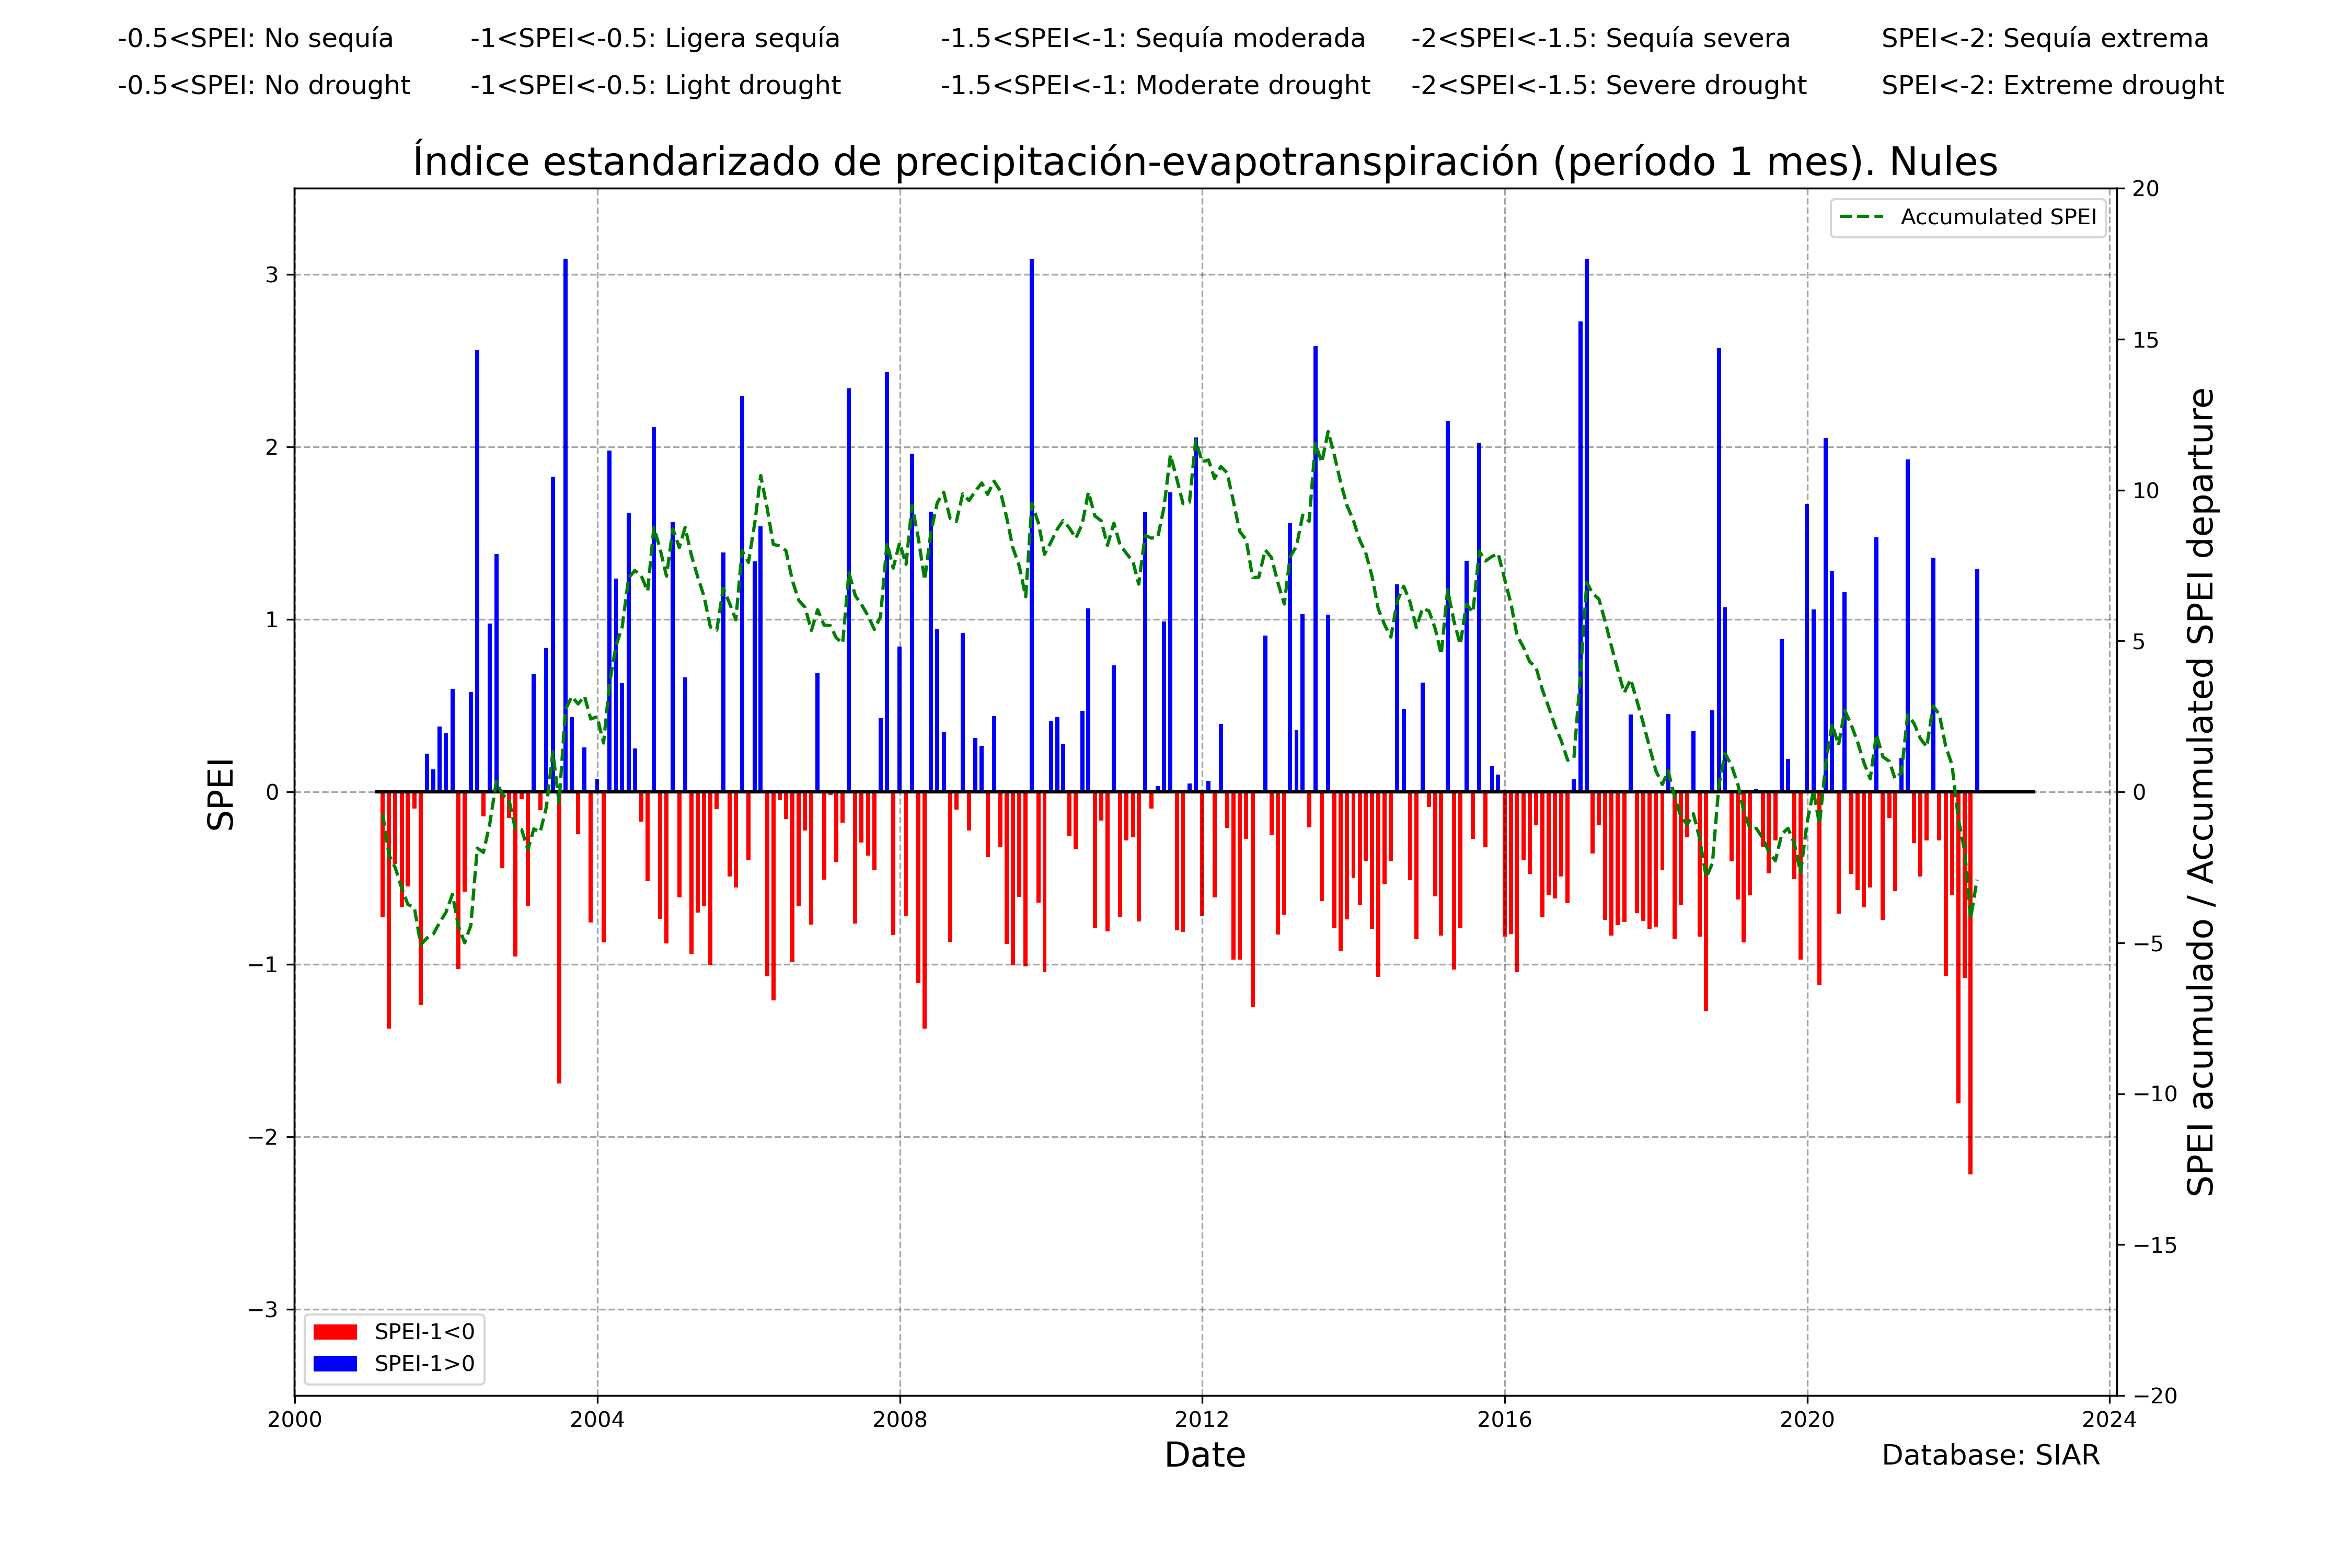 -0.5<SPEI: No sequía -1<SPEI<-0.5: Ligera sequía -1.5<SPEI<-1: Sequía moderada -2<SPEI<-1.5: Sequía severa SPEI<-2: Sequía extrema
-0.5<SPEI: No drought -1<SPEI<-0.5: Light drought -1.5<SPEI<-1: Moderate drought -2<SPEI<-1.5: Severe drought SPEI<-2: Extreme drought
Índice estandarizado de precipitación-evapotranspiración (período 1 mes). Nules
Accumulated SPEI
SPEI
3
2
1
0
−1
−2
−3
20
15
10
5
0
−5
−10
−15
−20
SPEI acumulado / Accumulated SPEI departure
SPEI-1<0
SPEI-1>0
2000 2004 2008 2012 2016 2020 2024
Date
Database: SIAR